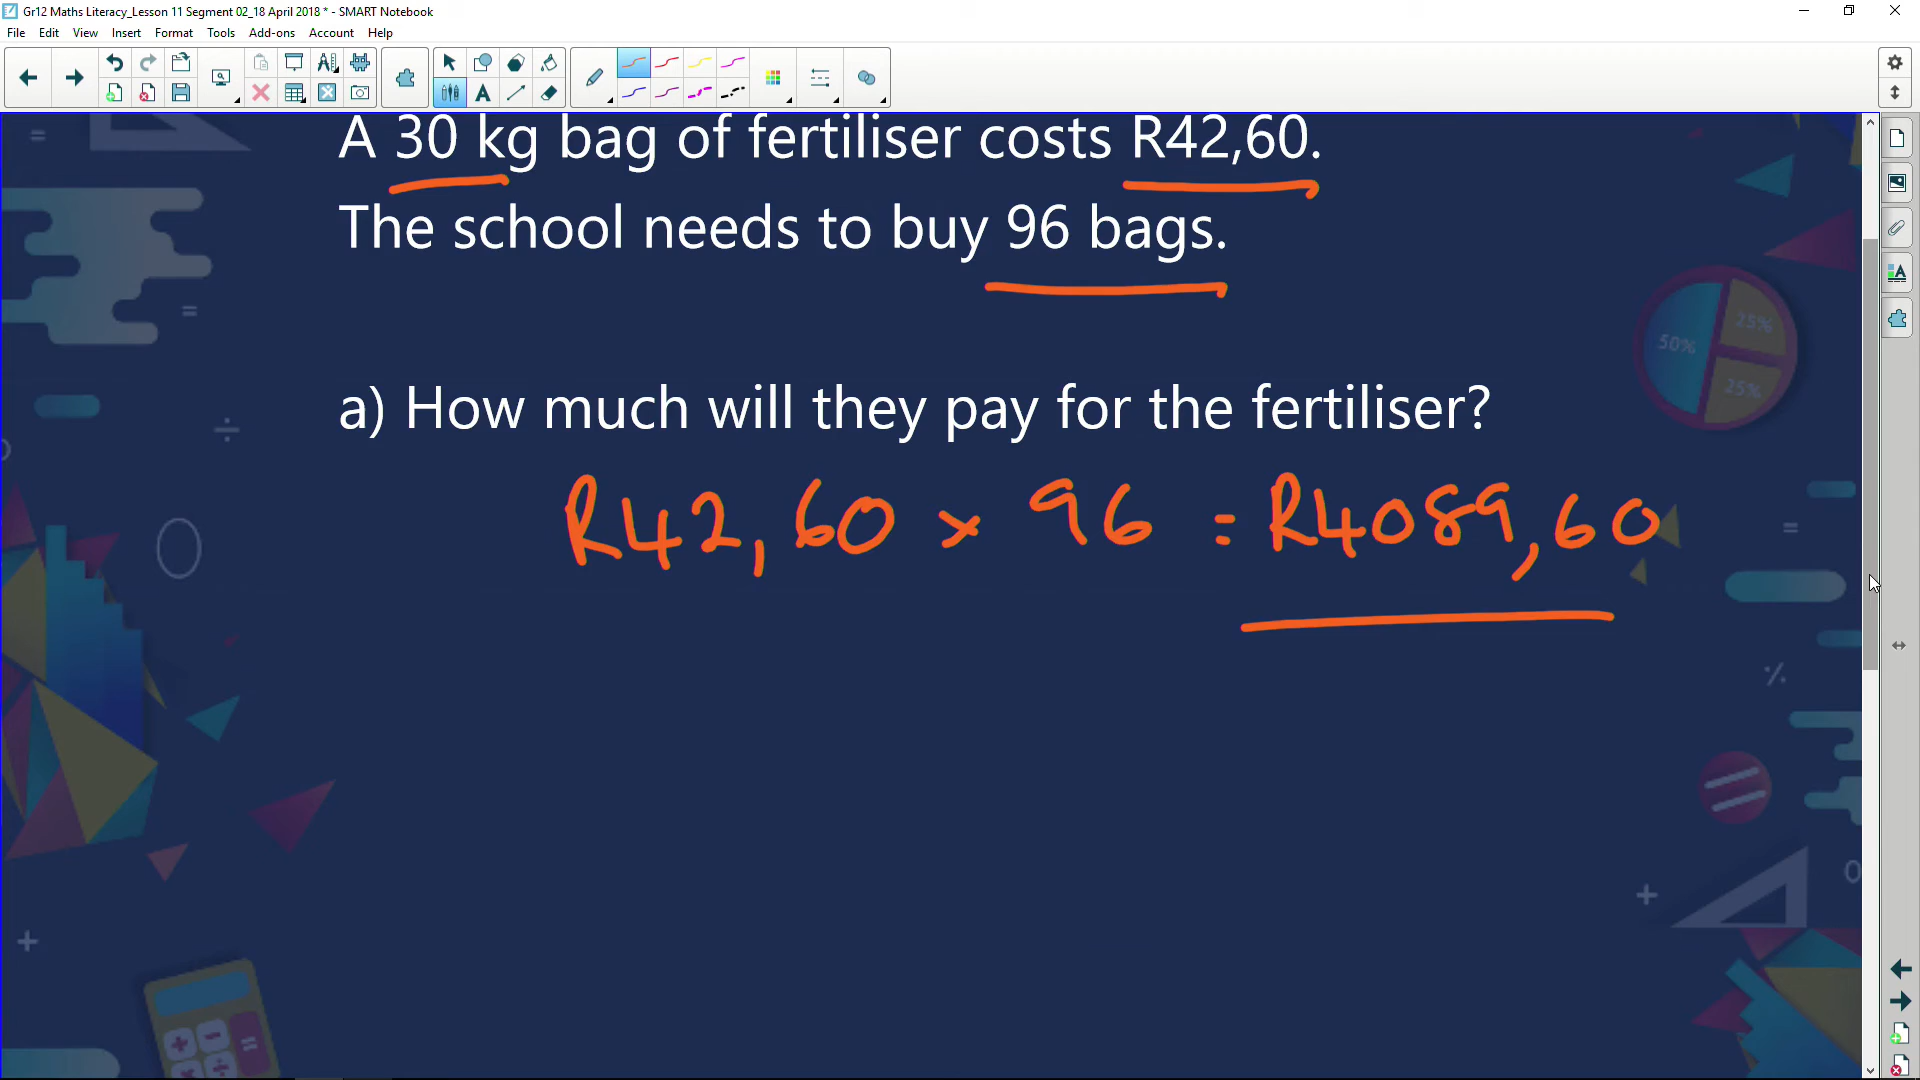 Gr12 Maths Literacy_Lesson 11 Segment 02_18 April 2018 * - SMART Notebook
File Edit View Insert Format Tools Add-ons Account Help
A 30 kg bag of fertiliser costs R42,60.
The school needs to buy 96 bags.
50% 25%
25%
a) How much will they pay for the fertiliser?
R42,60 × 96 = R4089,60